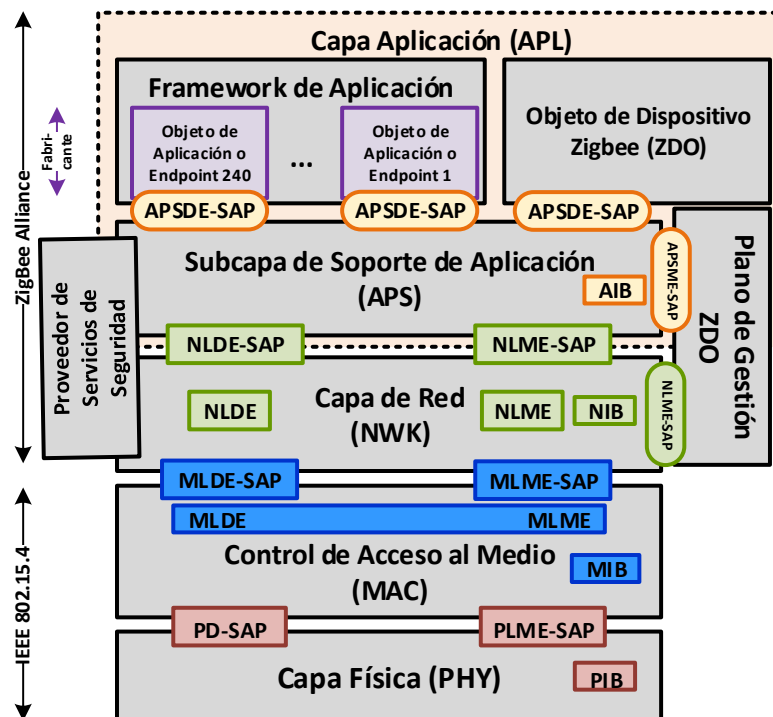 Capa Aplicación (APL)
Framework de Aplicación
Objeto de
Aplicación o
Endpoint 240
...
Objeto de
Aplicación o
Endpoint 1
Objeto de Dispositivo
Zigbee (ZDO)
Fabri-
cante
ZigBee Alliance
APSDE-SAP
APSDE-SAP
APSDE-SAP
Subcapa de Soporte de Aplicación
(APS)
AIB
APSME-SAP
Plano de Gestión
ZDO
Proveedor de
Servicios de
Seguridad
NLDE-SAP
NLME-SAP
Capa de Red
(NWK)
NLDE
NLME
NIB
NLME-SAP
MLDE-SAP
MLME-SAP
MLDE
MLME
Control de Acceso al Medio
(MAC)
MIB
IEEE 802.15.4
PD-SAP
PLME-SAP
Capa Física (PHY)
PIB